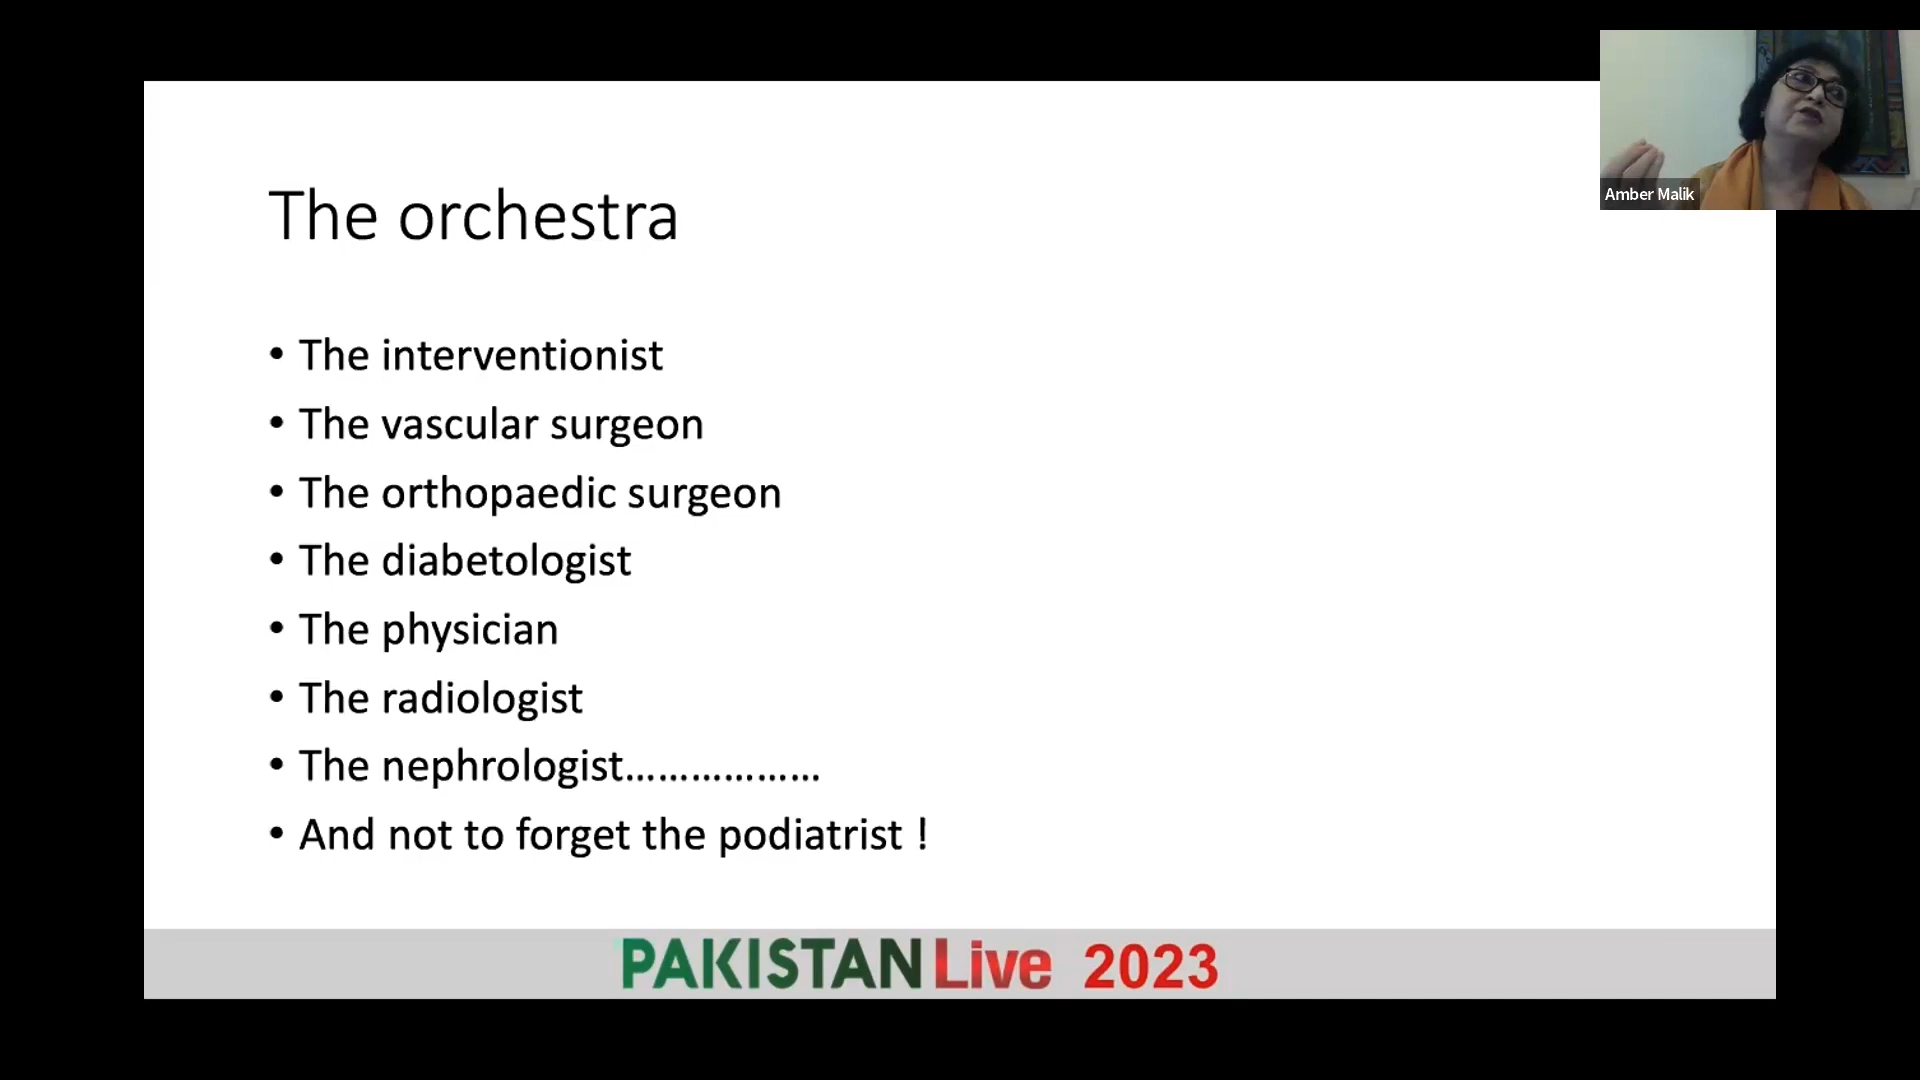 Amber Malik
The orchestra
• The interventionist
• The vascular surgeon
• The orthopaedic surgeon
• The diabetologist
• The physician
• The radiologist
• The nephrologist………………
• And not to forget the podiatrist !
PAKISTAN Live 2023